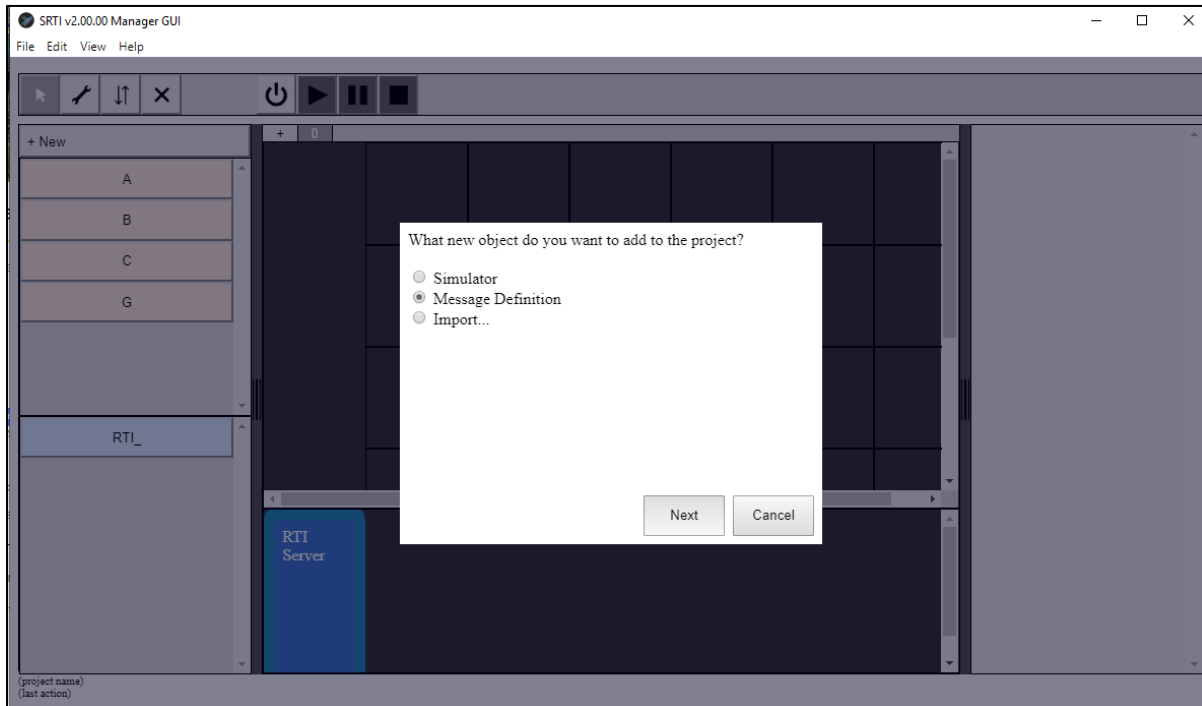 SRTI v2.00.00 Manager GUI
File Edit View Help
+ New
+ 0
A
B
C
G
RTI_
What new object do you want to add to the project?
Simulator
Message Definition
Import...
Next Cancel
RTI
Server
(project name)
(last action)